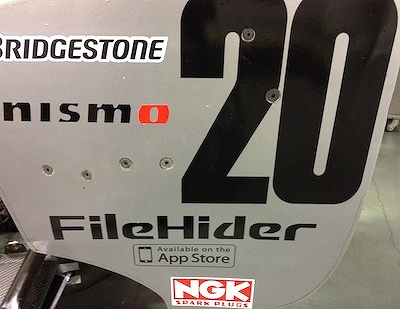 BRIDGESTONE
nismo
20
FileHider
Available on the
App Store
NGK
SPARK PLUGS